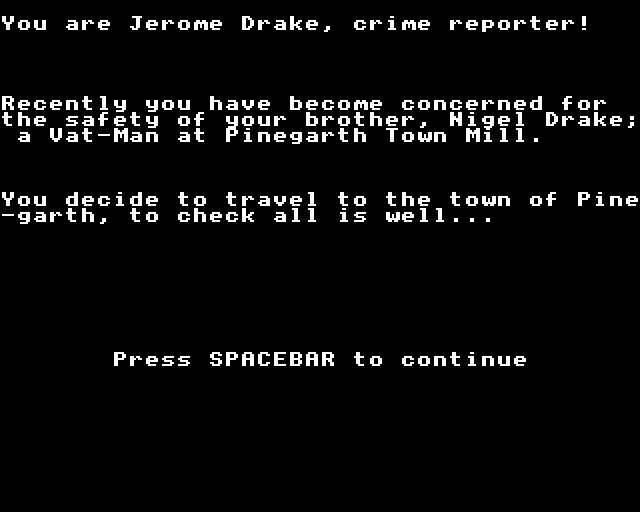 You are Jerome Drake, crime reporter!
Recently you have become concerned for
the safety of your brother, Nigel Drake;
a Vat-Man at Pinegarth Town Mill.
You decide to travel to the town of Pine
-garth, to check all is well...
Press SPACEBAR to continue